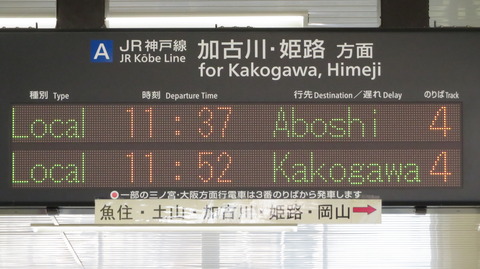 A JR神戸線 加古川・姫路 方面
JR Kōbe Line for Kakogawa, Himeji
種別 Type 時刻 Departure Time 行先 Destination／遅れ Delay のりば Track
Local 11:37 Aboshi 4
Local 11:52 Kakogawa 4
一部の三ノ宮・大阪方面行電車は3番のりばから発車します
魚住・土山・加古川・姫路・岡山